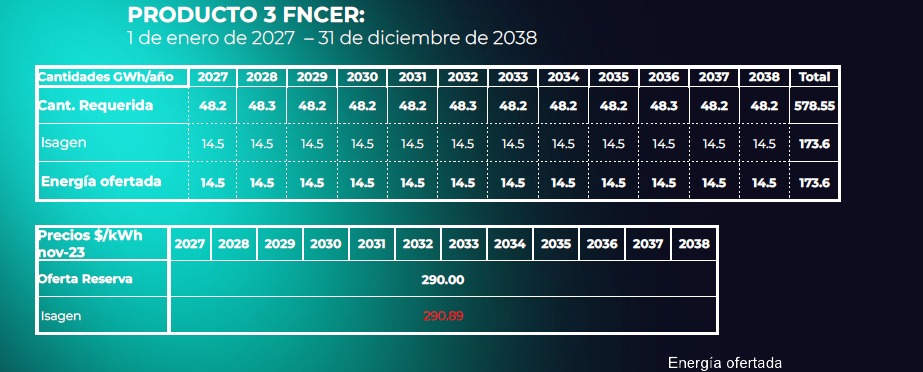 PRODUCTO 3 FNCER:
1 de enero de 2027 – 31 de diciembre de 2038
Cantidades GWh/año 2027 2028 2029 2030 2031 2032 2033 2034 2035 2036 2037 2038 Total
Cant. Requerida 48.2 48.3 48.2 48.2 48.2 48.3 48.2 48.2 48.2 48.3 48.2 48.2 578.55
Isagen 14.5 14.5 14.5 14.5 14.5 14.5 14.5 14.5 14.5 14.5 14.5 14.5 173.6
Energía ofertada 14.5 14.5 14.5 14.5 14.5 14.5 14.5 14.5 14.5 14.5 14.5 14.5 173.6
Precios $/kWh
nov-23 2027 2028 2029 2030 2031 2032 2033 2034 2035 2036 2037 2038
Oferta Reserva 290.00
Isagen 290.89
Energía ofertada